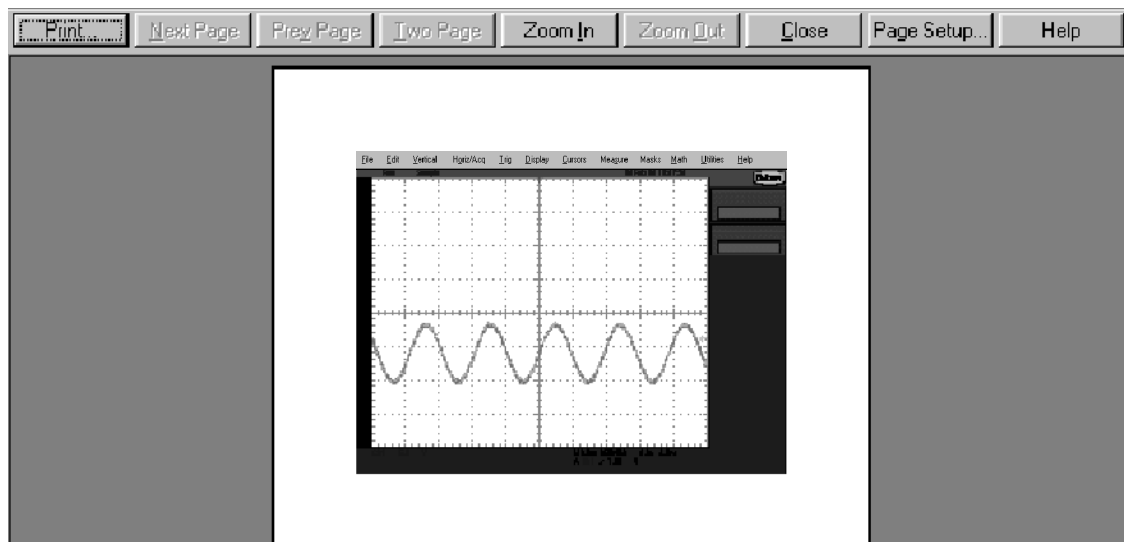 Print... Next Page Prev Page Two Page Zoom In Zoom Out Close Page Setup... Help
File Edit Vertical Horiz/Acq Trig Display Cursors Measure Masks Math Utilities Help